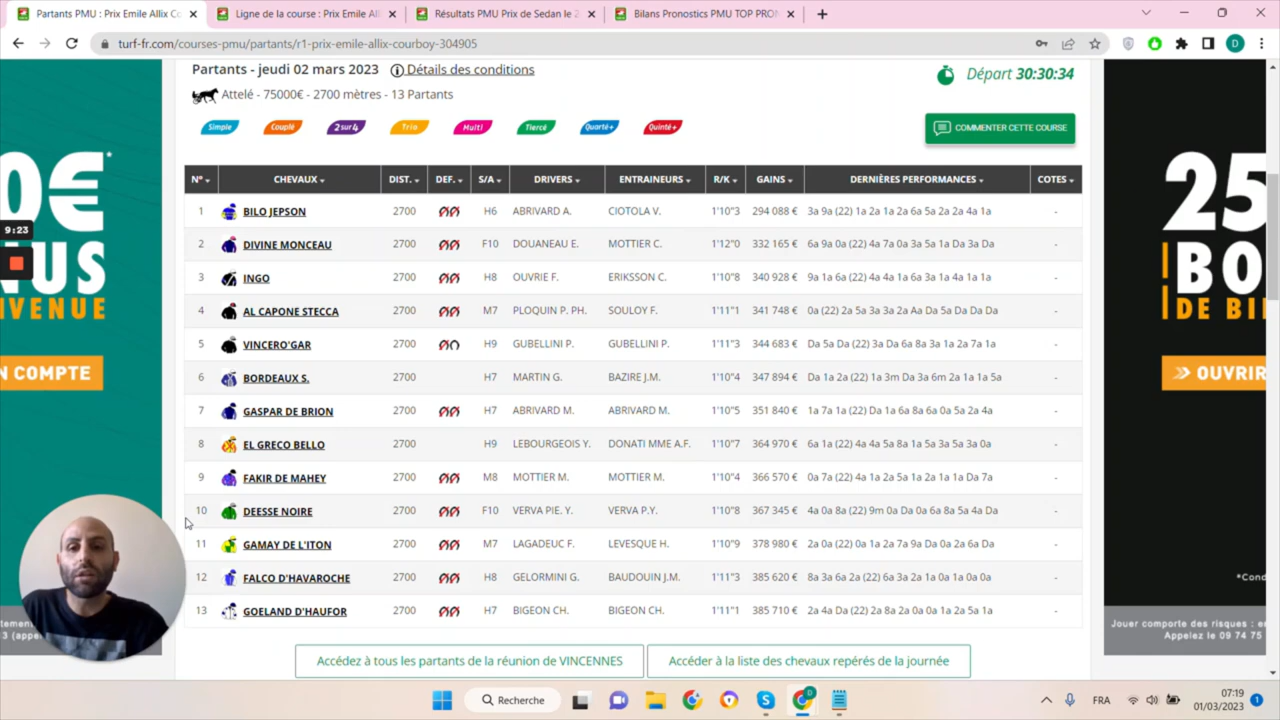 Partants PMU : Prix Emile Allix Co
Ligne de la course : Prix Emile All
Résultats PMU Prix de Sedan le 2
Bilans Pronostics PMU TOP PRON
turf-fr.com/courses-pmu/partants/r1-prix-emile-allix-courboy-304905
D
Partants - jeudi 02 mars 2023 Détails des conditions
Départ 30:30:34
Attelé - 75000€ - 2700 mètres - 13 Partants
Simple Couplé 2sur4 Trio Multi Tiercé Quarté+ Quinté+
COMMENTER CETTE COURSE
N° CHEVAUX DIST. DEF. S/A DRIVERS ENTRAINEURS R/K GAINS DERNIÈRES PERFORMANCES COTES
1 BILO JEPSON 2700 H6 ABRIVARD A. CIOTOLA V. 1'10"3 294 088 € 3a 9a (22) 1a 2a 1a 2a 6a 5a 2a 2a 4a 1a -
2 DIVINE MONCEAU 2700 F10 DOUANEAU E. MOTTIER C. 1'12"0 332 165 € 6a 9a 0a (22) 4a 7a 0a 3a 5a 1a Da 3a Da -
3 INGO 2700 H8 OUVRIE F. ERIKSSON C. 1'10"8 340 928 € 9a 1a 6a (22) 4a 1a 6a 3a 1a 4a 1a 1a -
4 AL CAPONE STECCA 2700 M7 PLOQUIN P. PH. SOULOY F. 1'11"1 341 748 € 0a (22) 2a 5a 3a 3a 2a Aa Da 5a Da Da Da -
5 VINCERO'GAR 2700 H9 GUBELLINI P. GUBELLINI P. 1'11"3 344 683 € Da 5a Da (22) 3a Da 6a 8a 3a 1a 2a 7a 1a -
6 BORDEAUX S. 2700 H7 MARTIN G. BAZIRE J.M. 1'10"4 347 894 € Da 1a 2a (22) 1a 3m Da 3a 6m 2a 1a 1a 5a -
7 GASPAR DE BRION 2700 H7 ABRIVARD M. ABRIVARD M. 1'10"5 351 840 € 1a 7a 1a (22) Da 1a 6a 8a 6a 0a 5a 2a 4a -
8 EL GRECO BELLO 2700 H9 LEBOURGEOIS Y. DONATI MME A.F. 1'10"7 364 970 € 6a 1a (22) 4a 4a 5a 8a 1a 5a 3a 5a 3a 0a -
9 FAKIR DE MAHEY 2700 M8 MOTTIER M. MOTTIER M. 1'10"4 366 570 € 0a 7a (22) 4a 1a 2a 5a 1a 2a 1a 1a Da 7a -
10 DEESSE NOIRE 2700 F10 VERVA PIE. Y. VERVA P.Y. 1'10"8 367 345 € 4a 0a 8a (22) 9m 0a Da 0a 6a 8a 5a 4a Da -
11 GAMAY DE L'ITON 2700 M7 LAGADEUC F. LEVESQUE H. 1'10"9 378 980 € 2a 0a (22) 0a 1a 2a 7a 9a Da 0a 2a 6a Da -
12 FALCO D'HAVAROCHE 2700 H8 GELORMINI G. BAUDOUIN J.M. 1'11"3 385 620 € 8a 3a 6a 2a (22) 6a 3a 2a 1a 0a 1a 0a 0a -
13 GOELAND D'HAUFOR 2700 H7 BIGEON CH. BIGEON CH. 1'11"1 385 710 € 2a 4a Da (22) 2a 8a 2a 0a 0a 1a 2a 5a 1a -
Accédez à tous les partants de la réunion de VINCENNES
Accéder à la liste des chevaux repérés de la journée
0€*
9:23
NUS
NVENUE
N COMPTE
3 (appel
25
BO
DE BI
OUVRIR
*Cond
Jouer comporte des risques : en
Appelez le 09 74 75
Recherche
FRA
07:19
01/03/2023
1